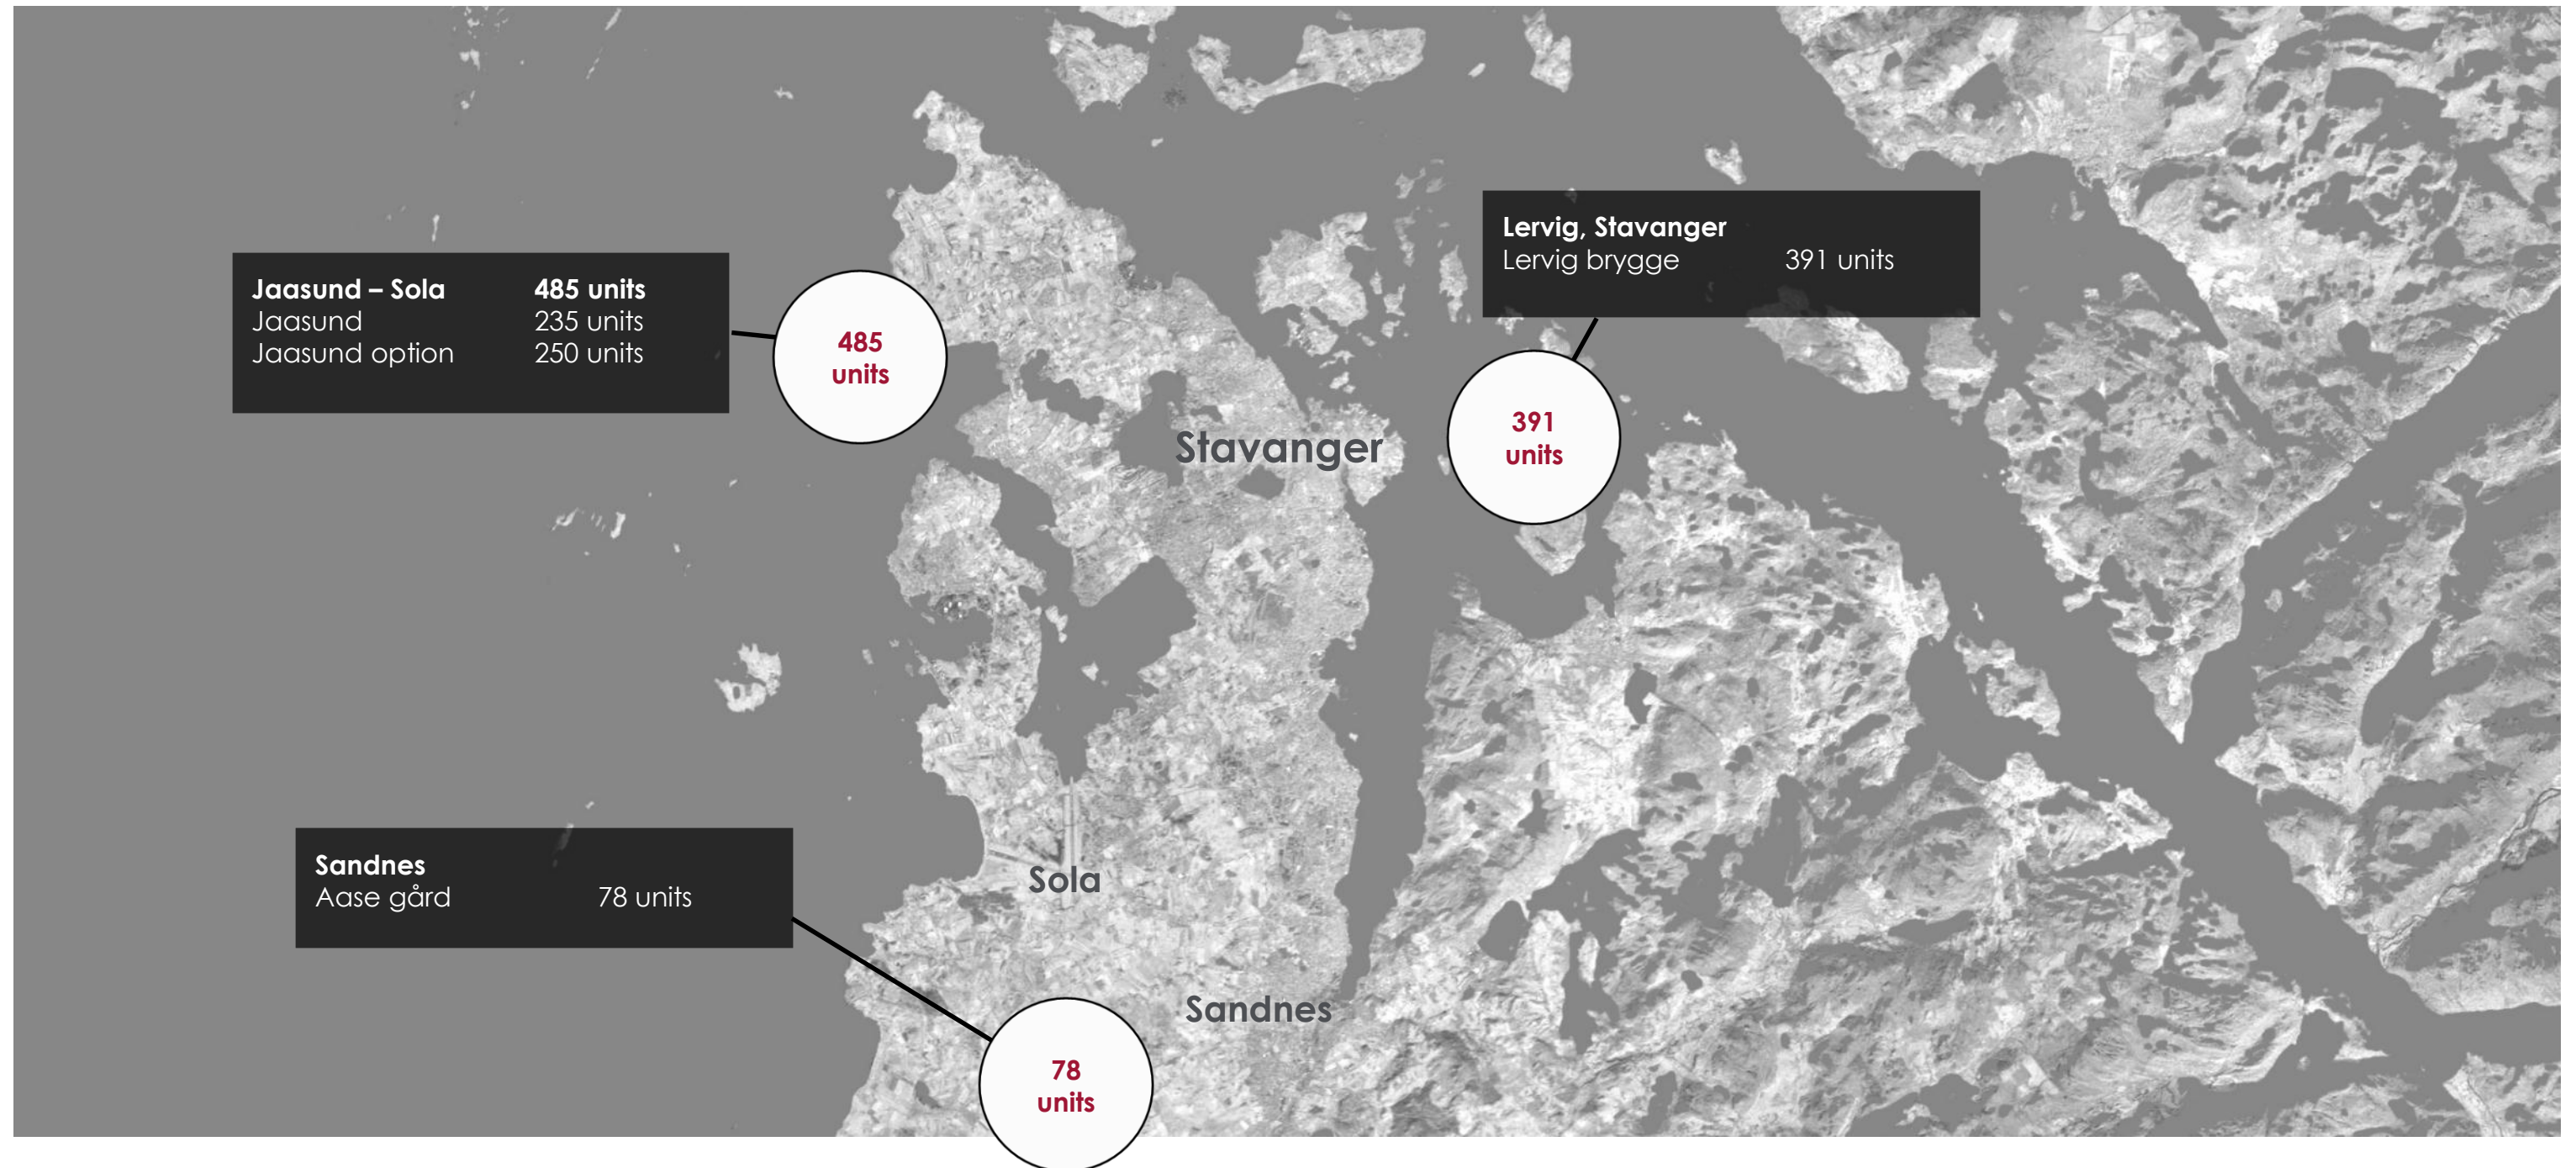 Lervig, Stavanger
Lervig brygge 391 units
Jaasund – Sola 485 units
Jaasund 235 units
Jaasund option 250 units
485
units
391
units
Stavanger
Sandnes
Aase gård 78 units
Sola
Sandnes
78
units